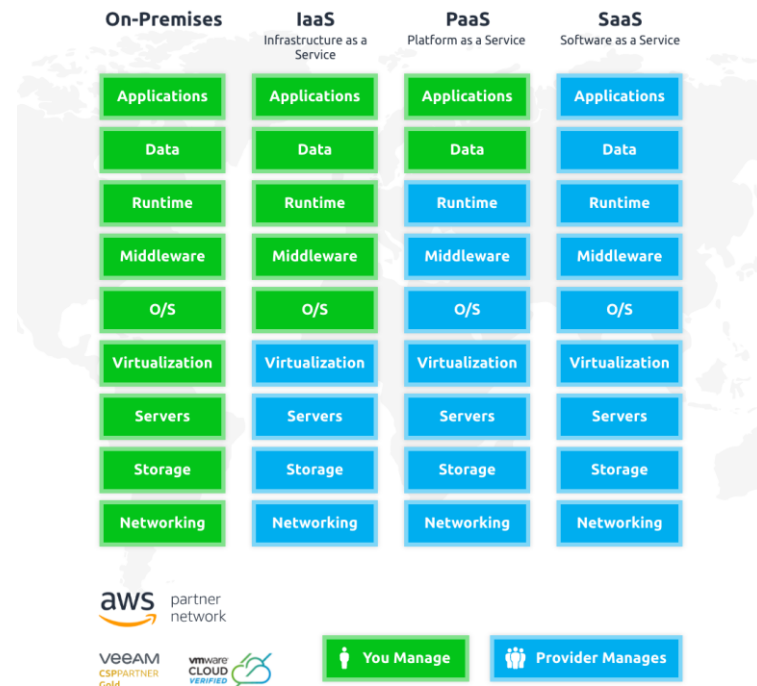 On-Premises IaaS PaaS SaaS
Infrastructure as a Platform as a Service Software as a Service
Service
Applications Applications Applications Applications
Data Data Data Data
Runtime Runtime Runtime Runtime
Middleware Middleware Middleware Middleware
O/S O/S O/S O/S
Virtualization Virtualization Virtualization Virtualization
Servers Servers Servers Servers
Storage Storage Storage Storage
Networking Networking Networking Networking
aws partner
network
You Manage Provider Manages
veeAM
CSPPARTNER
Gold
vmware
CLOUD
VERIFIED